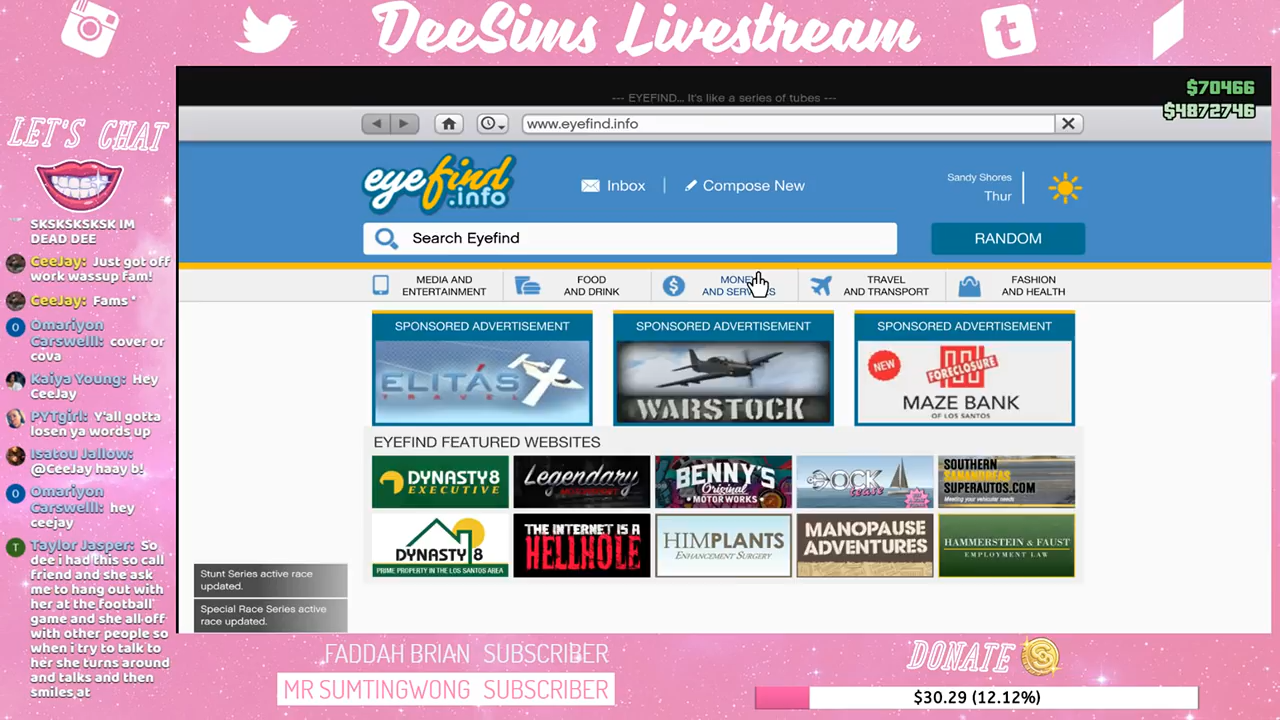 DeeSims Livestream
LET'S CHAT
SKSKSKSKSK IM
DEAD DEE
CeeJay: Just got off
work wassup fam!
CeeJay: Fams*
Omariyon
Carswelll: cover or
cova
Kaiya Young: Hey
CeeJay
PYTgirl: Y'all gotta
losen ya words up
Isatou Jallow:
@CeeJay haay b!
Omariyon
Carswelll: hey
ceejay
Taylor Jasper: So
dee i had this so call
friend and she ask
me to hang out with
her at the football
game and she all off
with other people so
when i try to talk to
her she turns around
and talks and then
smiles at
--- EYEFIND... It's like a series of tubes ---
$70466
$4872746
www.eyefind.info
eyefind
.info
Inbox
Compose New
Sandy Shores
Thur
Search Eyefind
RANDOM
MEDIA AND
ENTERTAINMENT
FOOD
AND DRINK
MONEY
AND SERVICES
TRAVEL
AND TRANSPORT
FASHION
AND HEALTH
SPONSORED ADVERTISEMENT
ELITÁS
TRAVEL
SPONSORED ADVERTISEMENT
WARSTOCK
SPONSORED ADVERTISEMENT
NEW
FORECLOSURE
MAZE BANK
OF LOS SANTOS
EYEFIND FEATURED WEBSITES
DYNASTY8
EXECUTIVE
Legendary
BENNY'S
Original
MOTOR WORKS
DOCK
tease
SOUTHERN
SANANDREAS
SUPERAUTOS.COM
Meeting your vehicular needs
DYNASTY 8
PRIME PROPERTY IN THE LOS SANTOS AREA
THE INTERNET IS A
HELLHOLE
HIMPLANTS
ENHANCEMENT SURGERY
MANOPAUSE
ADVENTURES
HAMMERSTEIN & FAUST
EMPLOYMENT LAW
Stunt Series active race
updated.
Special Race Series active
race updated.
FADDAH BRIAN SUBSCRIBER
MR SUMTINGWONG SUBSCRIBER
DONATE
$30.29 (12.12%)